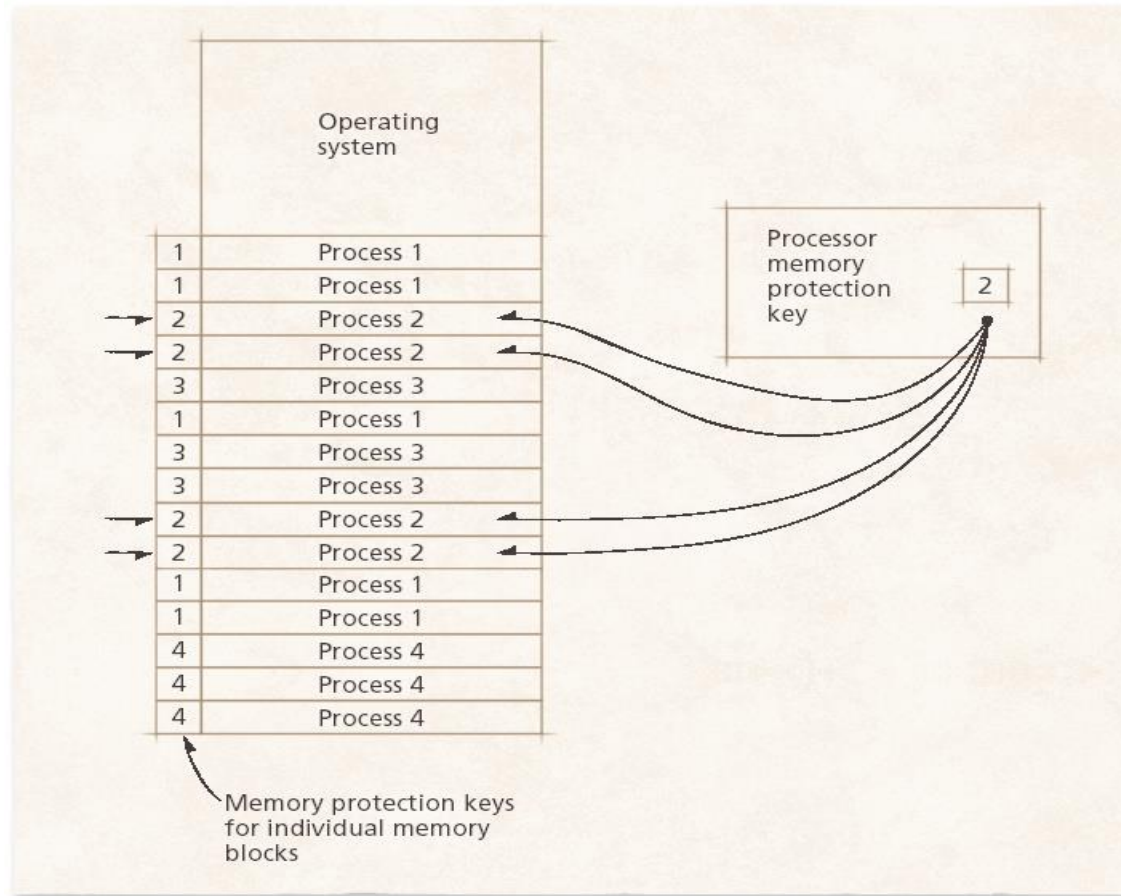 Operating
system
1 Process 1
1 Process 1
2 Process 2
2 Process 2
3 Process 3
1 Process 1
3 Process 3
3 Process 3
2 Process 2
2 Process 2
1 Process 1
1 Process 1
4 Process 4
4 Process 4
4 Process 4
Memory protection keys
for individual memory
blocks
Processor
memory
protection
key
2